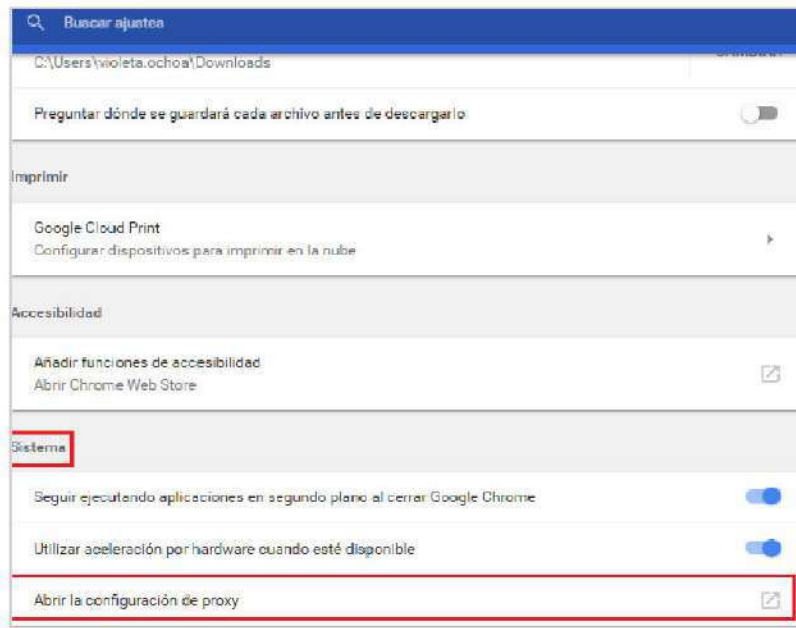 Buscar ajustes
C:\Users\violeta.ochoa\Downloads
Preguntar dónde se guardará cada archivo antes de descargarlo
Imprimir
Google Cloud Print
Configurar dispositivos para imprimir en la nube
Accesibilidad
Añadir funciones de accesibilidad
Abrir Chrome Web Store
Sistema
Seguir ejecutando aplicaciones en segundo plano al cerrar Google Chrome
Utilizar aceleración por hardware cuando esté disponible
Abrir la configuración de proxy